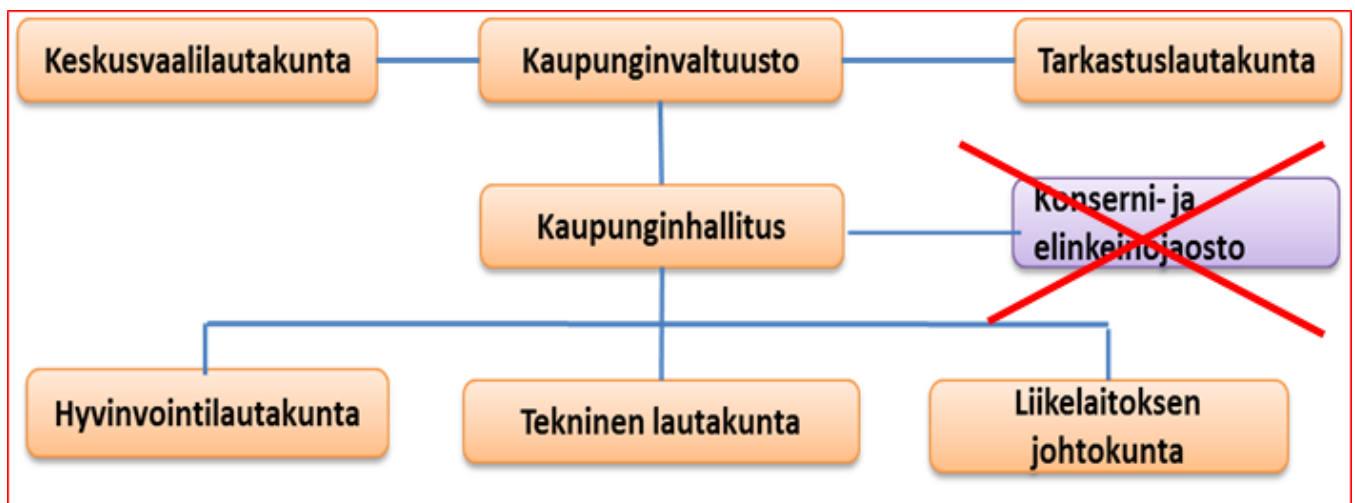 Keskusvaalilautakunta
Kaupunginvaltuusto
Tarkastuslautakunta
Kaupunginhallitus
Konserni- ja
elinkeinojaosto
Hyvinvointilautakunta
Tekninen lautakunta
Liikelaitoksen
johtokunta